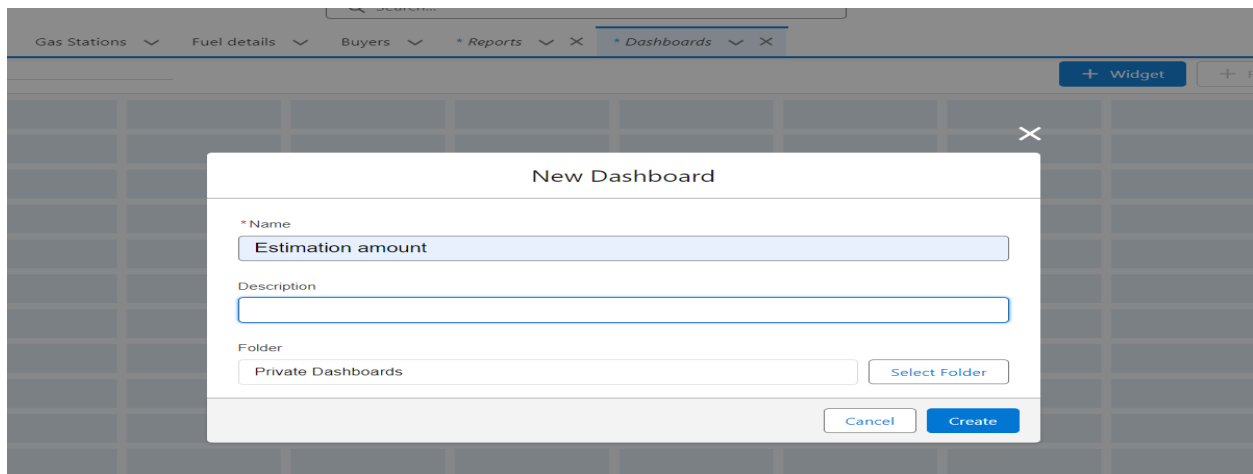 Search...
Gas Stations Fuel details Buyers * Reports * Dashboards
+ Widget +
New Dashboard
*Name
Estimation amount
Description
Folder
Private Dashboards Select Folder
Cancel Create